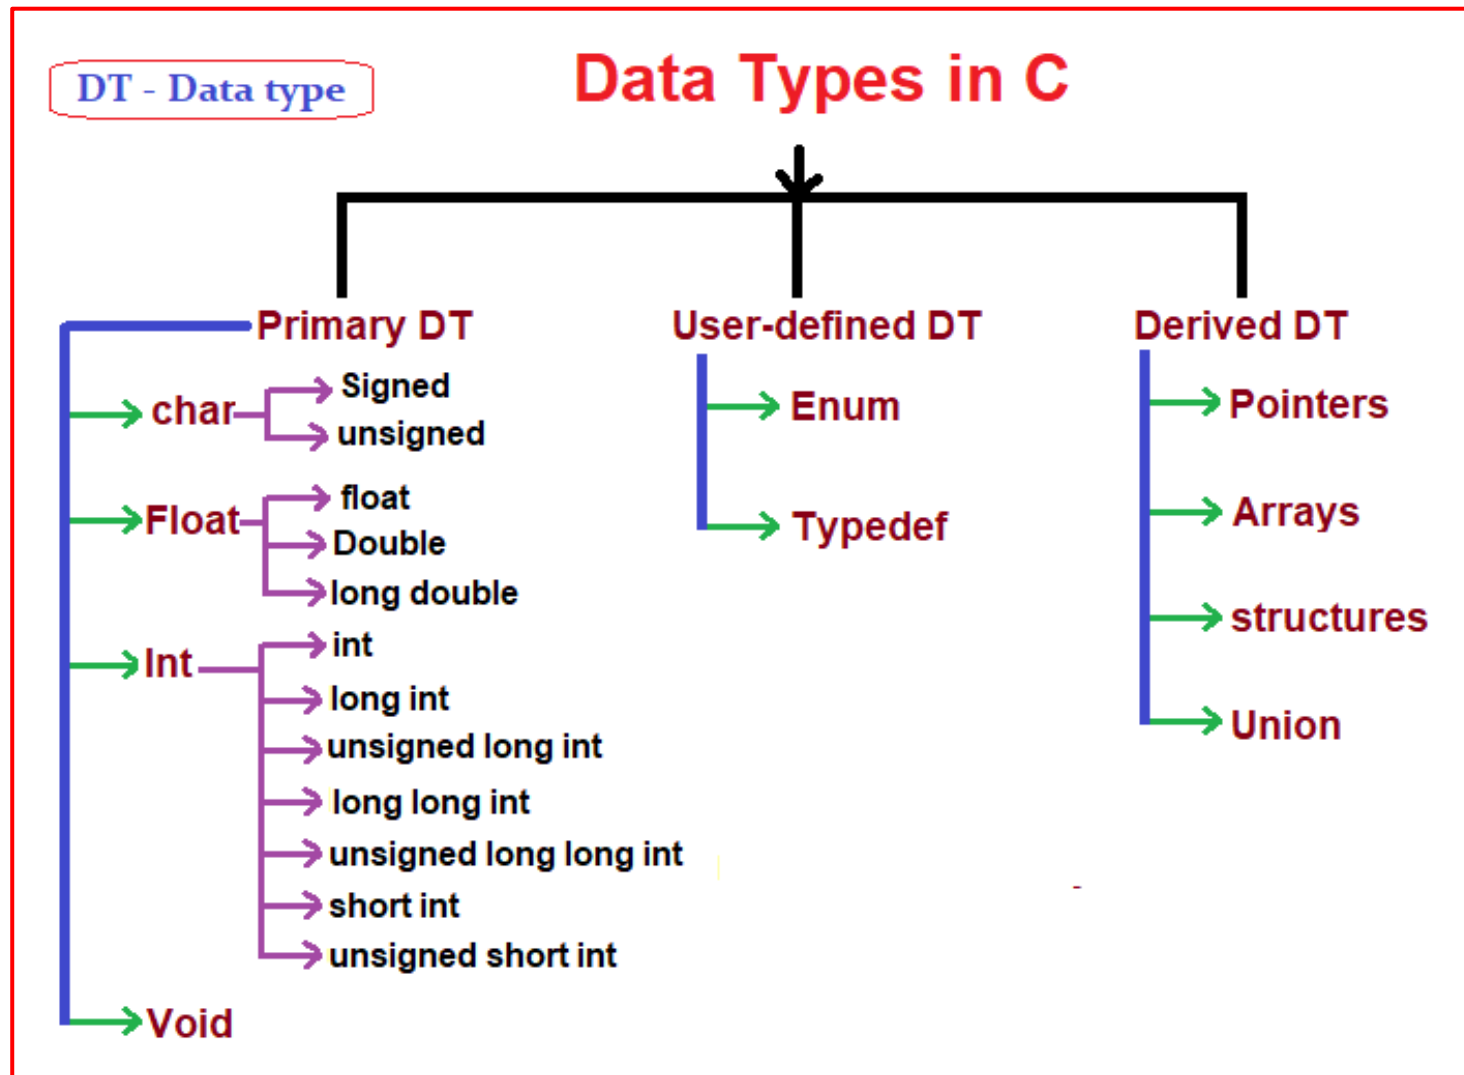 DT - Data type
Data Types in C
Primary DT
char
Signed
unsigned
Float
float
Double
long double
Int
int
long int
unsigned long int
long long int
unsigned long long int
short int
unsigned short int
Void
User-defined DT
Enum
Typedef
Derived DT
Pointers
Arrays
structures
Union